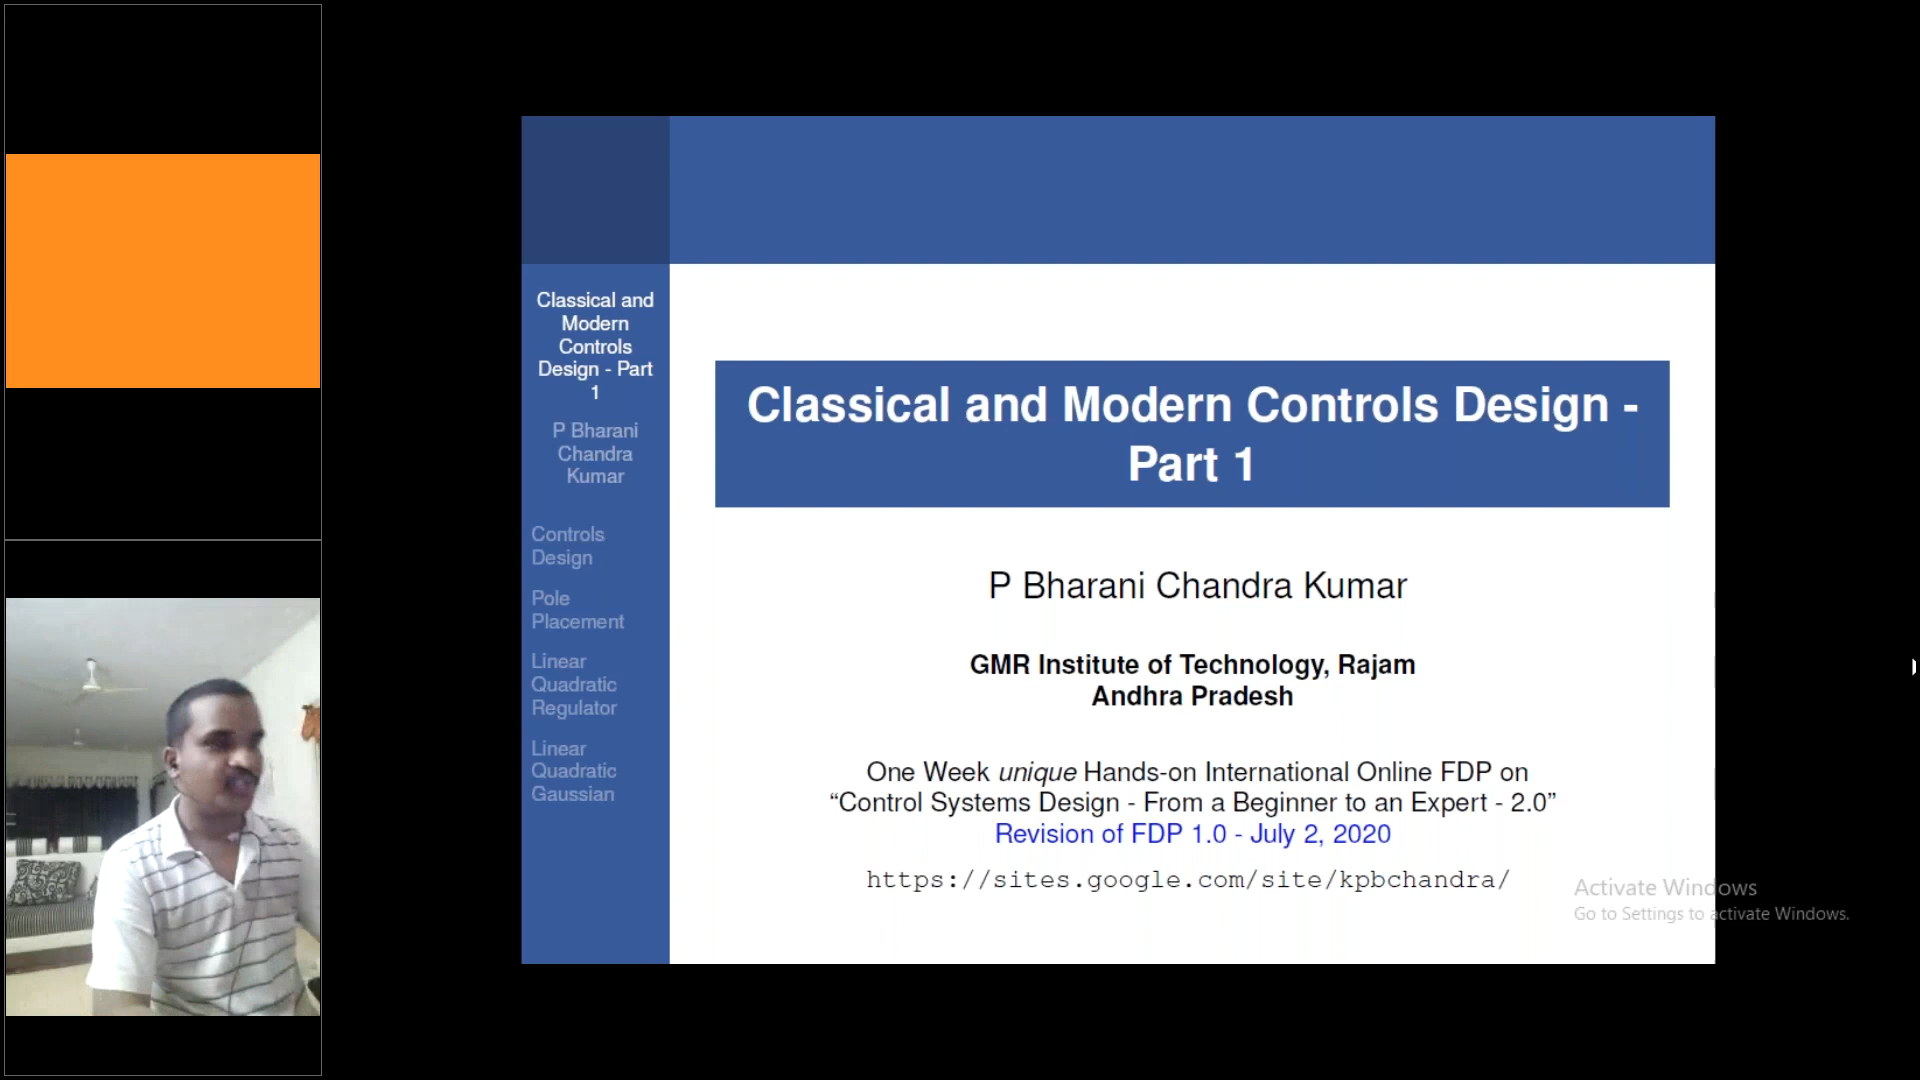 Classical and
Modern
Controls
Design - Part
1
P Bharani
Chandra
Kumar
Controls
Design
Pole
Placement
Linear
Quadratic
Regulator
Linear
Quadratic
Gaussian
Classical and Modern Controls Design -
Part 1
P Bharani Chandra Kumar
GMR Institute of Technology, Rajam
Andhra Pradesh
One Week unique Hands-on International Online FDP on
“Control Systems Design - From a Beginner to an Expert - 2.0”
Revision of FDP 1.0 - July 2, 2020
https://sites.google.com/site/kpbchandra/
Activate Windows
Go to Settings to activate Windows.